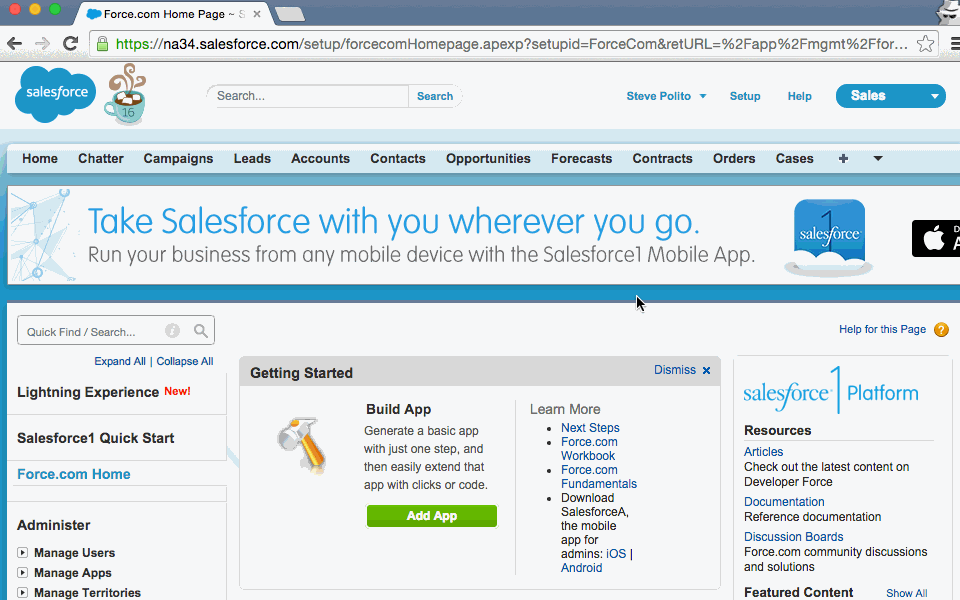 Force.com Home Page ~ S
https://na34.salesforce.com/setup/forcecomHomepage.apexp?setupid=ForceCom&retURL=%2Fapp%2Fmgmt%2Ffor...
salesforce
16
Search...
Search
Steve Polito
Setup
Help
Sales
Home Chatter Campaigns Leads Accounts Contacts Opportunities Forecasts Contracts Orders Cases +
Take Salesforce with you wherever you go.
Run your business from any mobile device with the Salesforce1 Mobile App.
1
salesforce
Quick Find / Search...
Expand All | Collapse All
Lightning Experience New!
Salesforce1 Quick Start
Force.com Home
Administer
Manage Users
Manage Apps
Manage Territories
Getting Started
Dismiss
Build App
Generate a basic app
with just one step, and
then easily extend that
app with clicks or code.
Add App
Learn More
Next Steps
Force.com
Workbook
Force.com
Fundamentals
Download
SalesforceA,
the mobile
app for
admins: iOS |
Android
Help for this Page ?
salesforce1 Platform
Resources
Articles
Check out the latest content on
Developer Force
Documentation
Reference documentation
Discussion Boards
Force.com community discussions
and solutions
Featured Content Show All